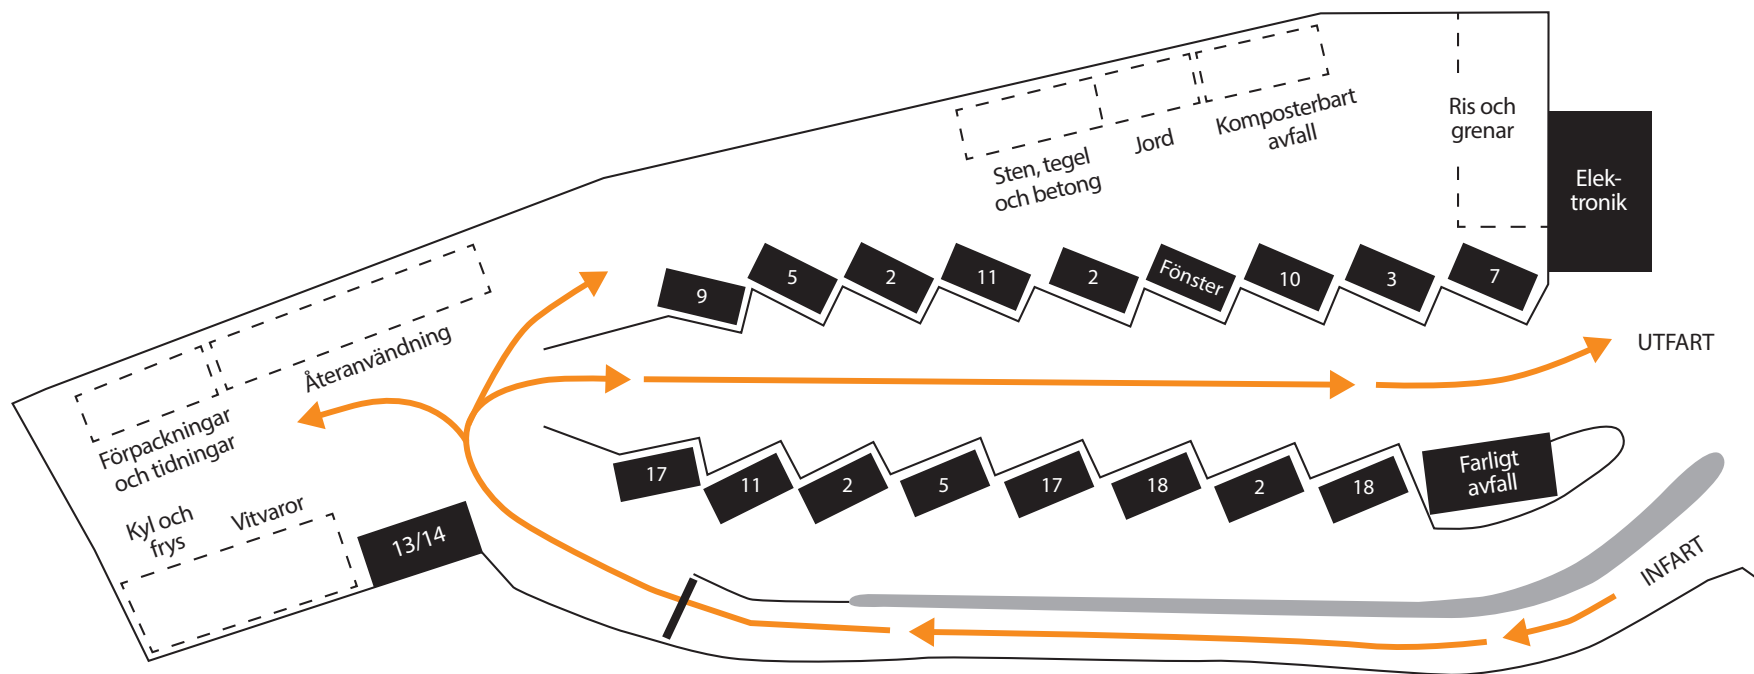 Ris och
grenar
Elek-
tronik
Komposterbart
avfall
Jord
Sten, tegel
och betong
9
5
2
11
2
Fönster
10
3
7
UTFART
Återanvändning
Förpackningar
och tidningar
Kyl och
frys
Vitvaror
13/14
17
11
2
5
17
18
2
18
Farligt
avfall
INFART